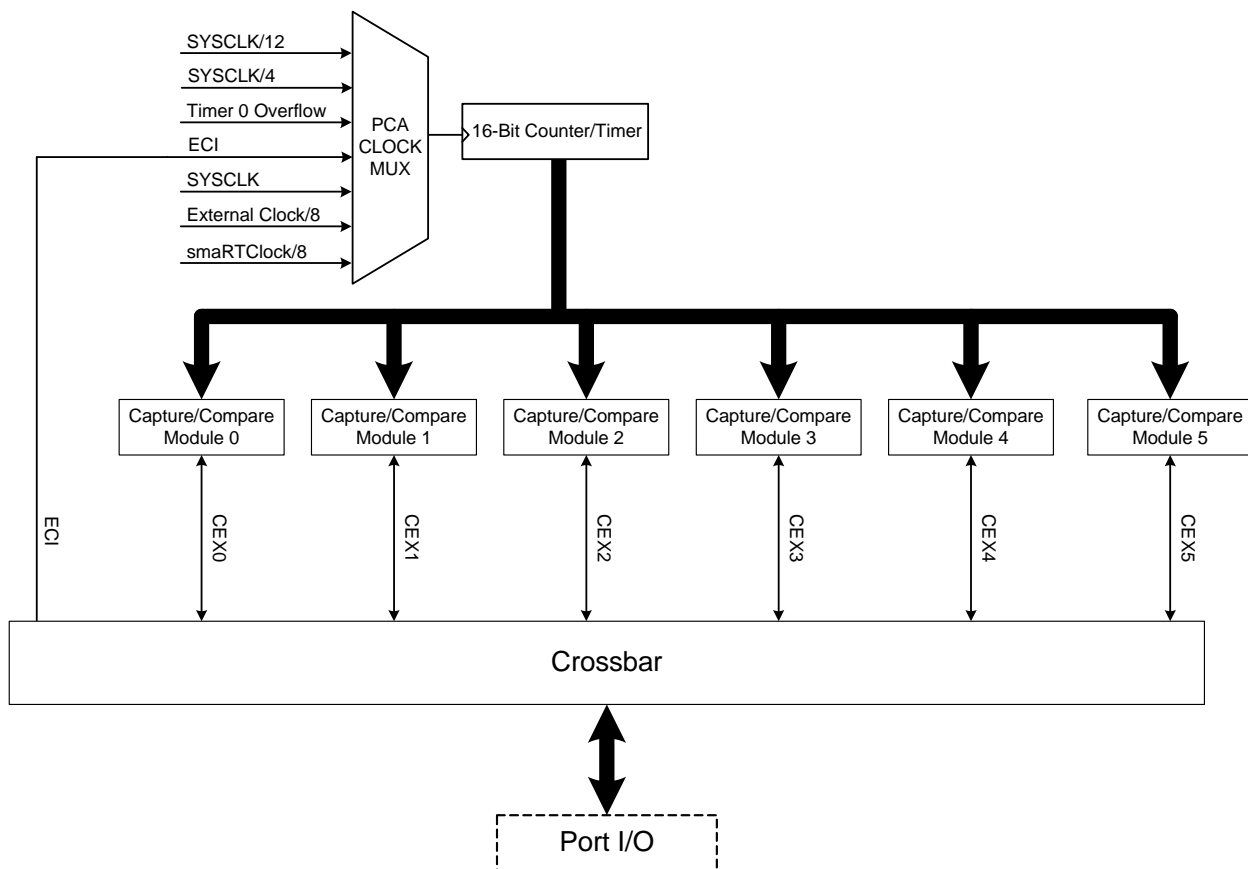 SYSCLK/12
SYSCLK/4
Timer 0 Overflow
ECI
SYSCLK
External Clock/8
smaRTClock/8
PCA
CLOCK
MUX
16-Bit Counter/Timer
Capture/Compare
Module 0
Capture/Compare
Module 1
Capture/Compare
Module 2
Capture/Compare
Module 3
Capture/Compare
Module 4
Capture/Compare
Module 5
ECI
CEX0
CEX1
CEX2
CEX3
CEX4
CEX5
Crossbar
Port I/O